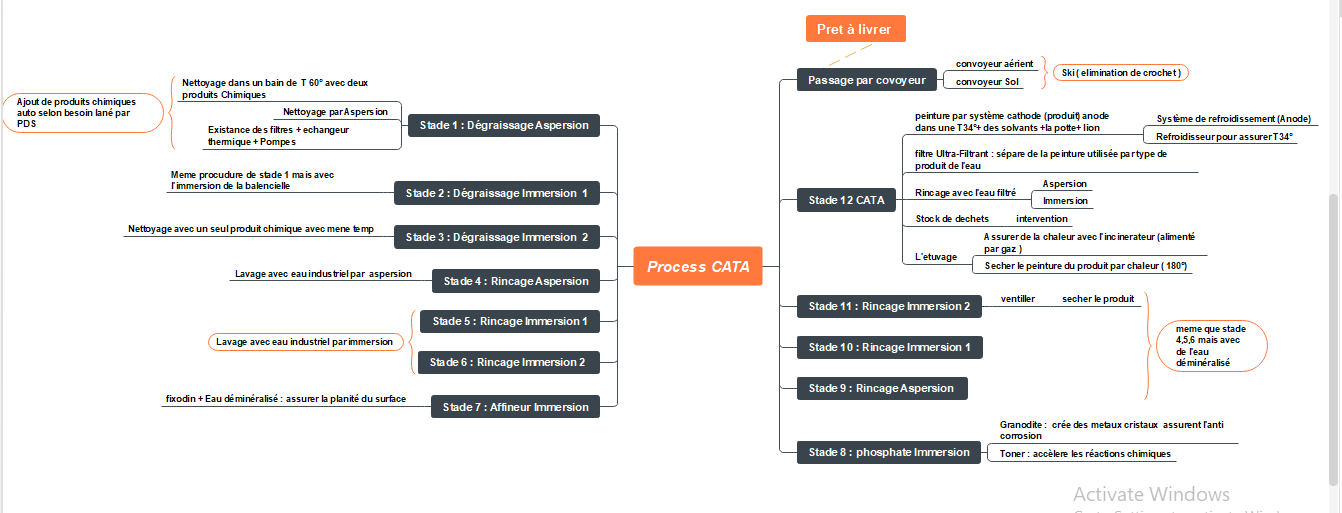 Process CATA
Ajout de produits chimiques
auto selon besoin lané par
PDS
Nettoyage dans un bain de T 60° avec deux
produits Chimiques
Nettoyage par Aspersion
Existance des filtres + echangeur
thermique + Pompes
Stade 1 : Dégraissage Aspersion
Meme procudure de stade 1 mais avec
l'immersion de la balencielle
Stade 2 : Dégraissage Immersion 1
Nettoyage avec un seul produit chimique avec mene temp
Stade 3 : Dégraissage Immersion 2
Lavage avec eau industriel par aspersion
Stade 4 : Rincage Aspersion
Lavage avec eau industriel par immersion
Stade 5 : Rincage Immersion 1
Stade 6 : Rincage Immersion 2
fixodin + Eau déminéralisé : assurer la planité du surface
Stade 7 : Affineur Immersion
Pret à livrer
Passage par covoyeur
convoyeur aérient
convoyeur Sol
Ski ( elimination de crochet )
Stade 12 CATA
peinture par système cathode (produit) anode
dans une T34°+ des solvants +la potte+ lion
Système de refroidissement (Anode)
Refroidisseur pour assurer T34°
filtre Ultra-Filtrant : sépare de la peinture utilisée par type de
produit de l'eau
Rincage avec l'eau filtré
Aspersion
Immersion
Stock de dechets
intervention
L'etuvage
Assurer de la chaleur avec l'incinerateur (alimenté
par gaz )
Secher le peinture du produit par chaleur ( 180°)
Stade 11 : Rincage Immersion 2
ventiller
secher le produit
Stade 10 : Rincage Immersion 1
Stade 9 : Rincage Aspersion
meme que stade
4,5,6 mais avec
de l'eau
déminéralisé
Stade 8 : phosphate Immersion
Granodite : crée des metaux cristaux assurent l'anti
corrosion
Toner : accèlere les réactions chimiques
Activate Windows